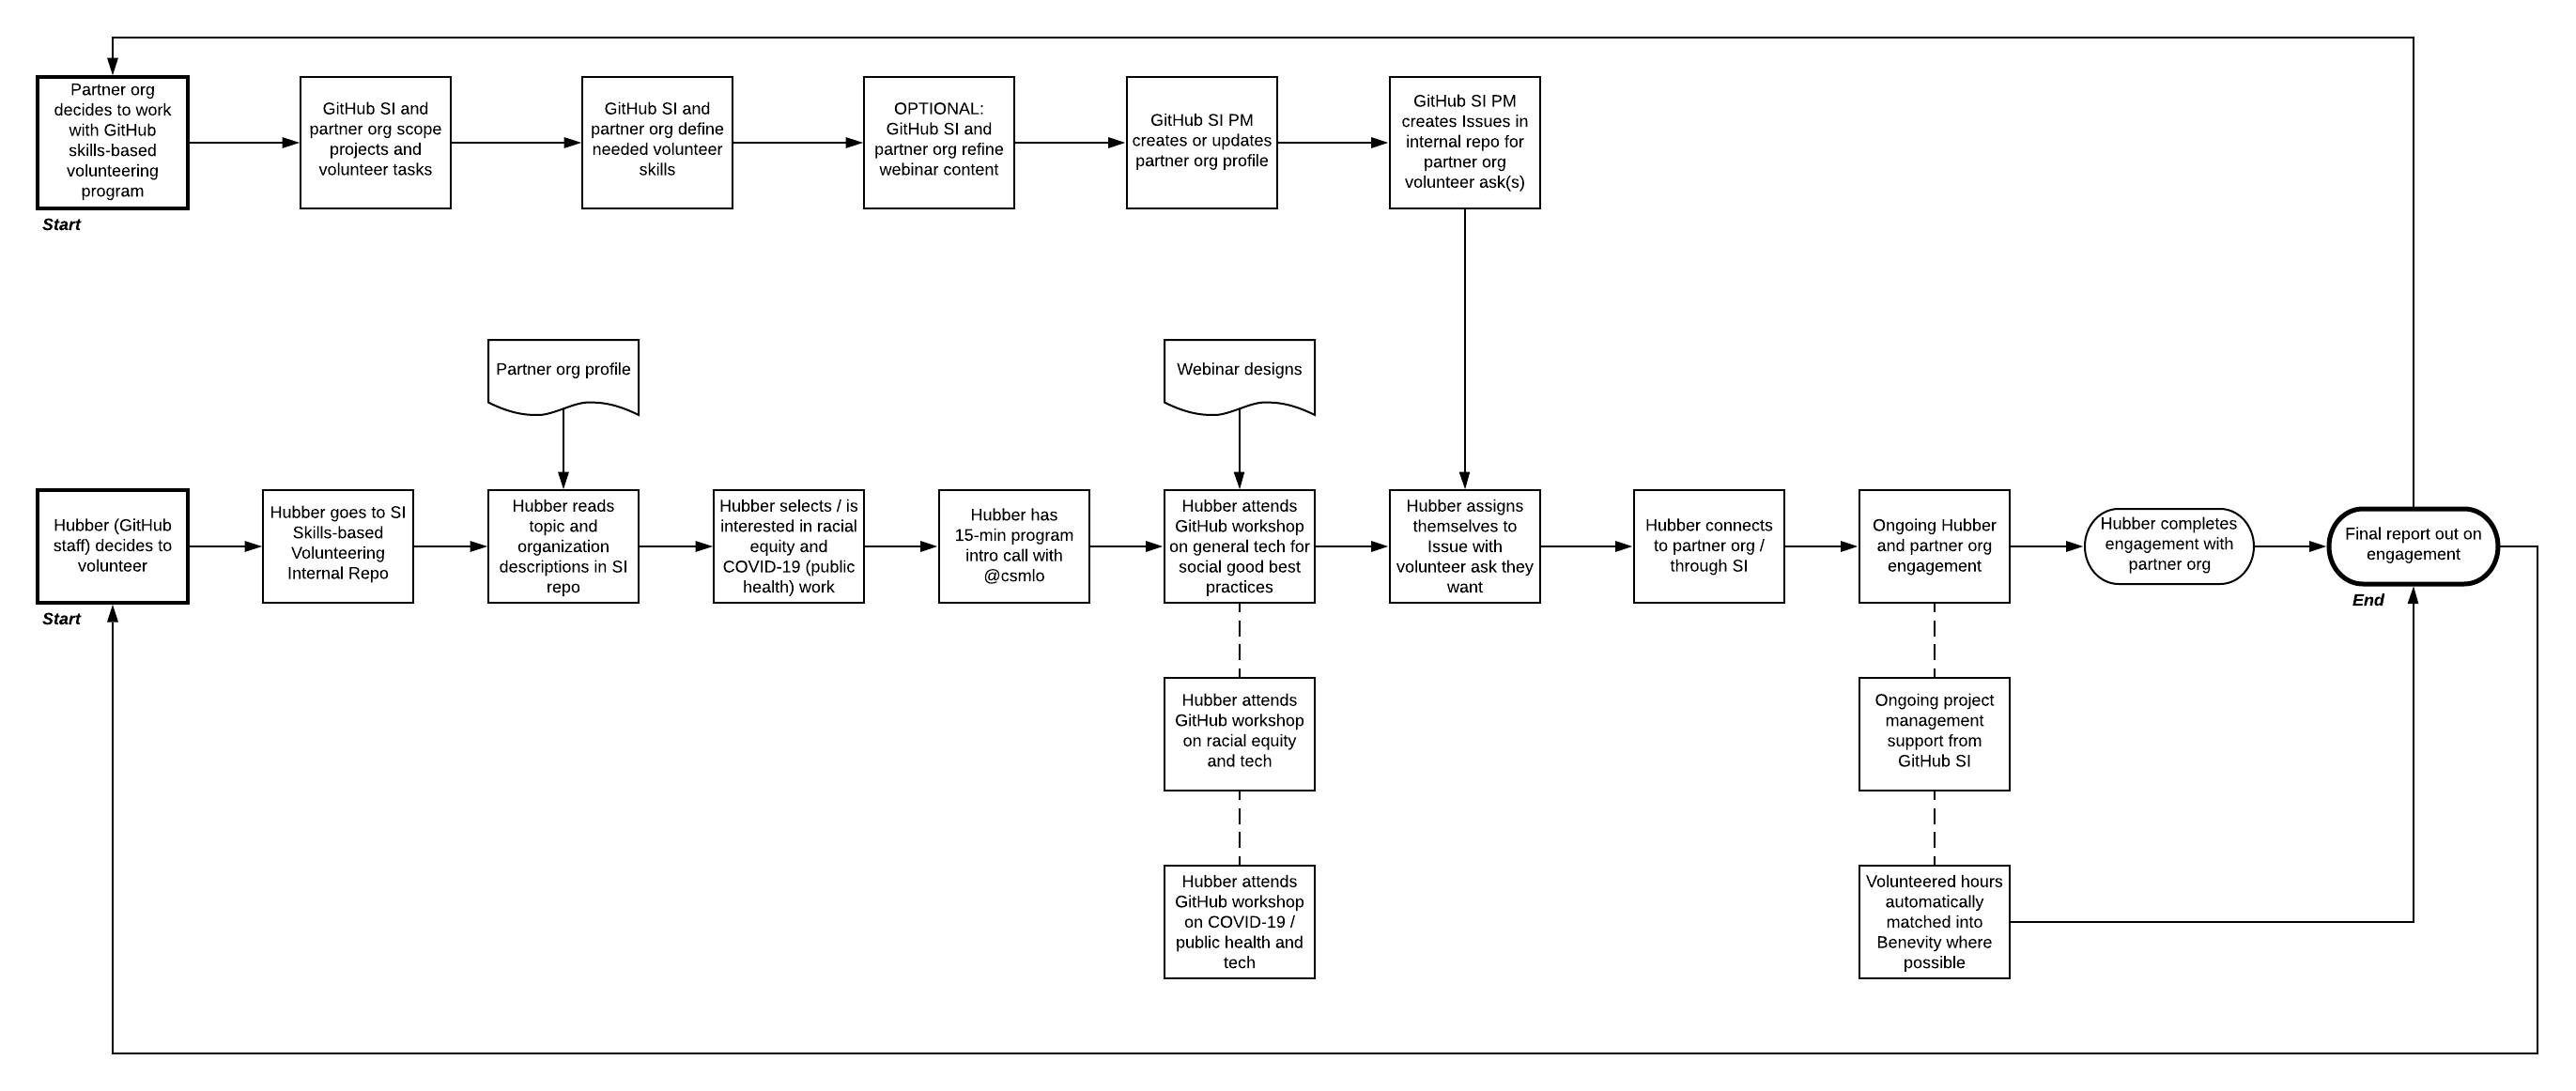 Partner org
decides to work
with GitHub
skills-based
volunteering
program
Start
GitHub SI and
partner org scope
projects and
volunteer tasks
GitHub SI and
partner org define
needed volunteer
skills
OPTIONAL:
GitHub SI and
partner org refine
webinar content
GitHub SI PM
creates or updates
partner org profile
GitHub SI PM
creates Issues in
internal repo for
partner org
volunteer ask(s)
Partner org profile
Webinar designs
Hubber (GitHub
staff) decides to
volunteer
Start
Hubber goes to SI
Skills-based
Volunteering
Internal Repo
Hubber reads
topic and
organization
descriptions in SI
repo
Hubber selects / is
interested in racial
equity and
COVID-19 (public
health) work
Hubber has
15-min program
intro call with
@csmlo
Hubber attends
GitHub workshop
on general tech for
social good best
practices
Hubber assigns
themselves to
Issue with
volunteer ask they
want
Hubber connects
to partner org /
through SI
Ongoing Hubber
and partner org
engagement
Hubber completes
engagement with
partner org
Final report out on
engagement
End
Hubber attends
GitHub workshop
on racial equity
and tech
Ongoing project
management
support from
GitHub SI
Hubber attends
GitHub workshop
on COVID-19 /
public health and
tech
Volunteered hours
automatically
matched into
Benevity where
possible